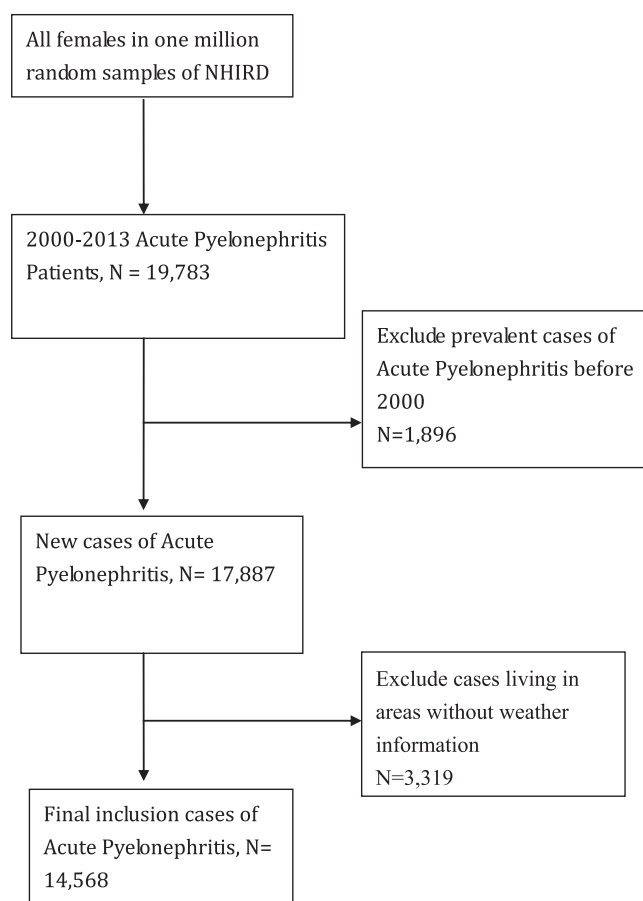 All females in one million
random samples of NHIRD
2000-2013 Acute Pyelonephritis
Patients, N = 19,783
Exclude prevalent cases of
Acute Pyelonephritis before
2000
N=1,896
New cases of Acute
Pyelonephritis, N= 17,887
Exclude cases living in
areas without weather
information
N=3,319
Final inclusion cases of
Acute Pyelonephritis, N=
14,568